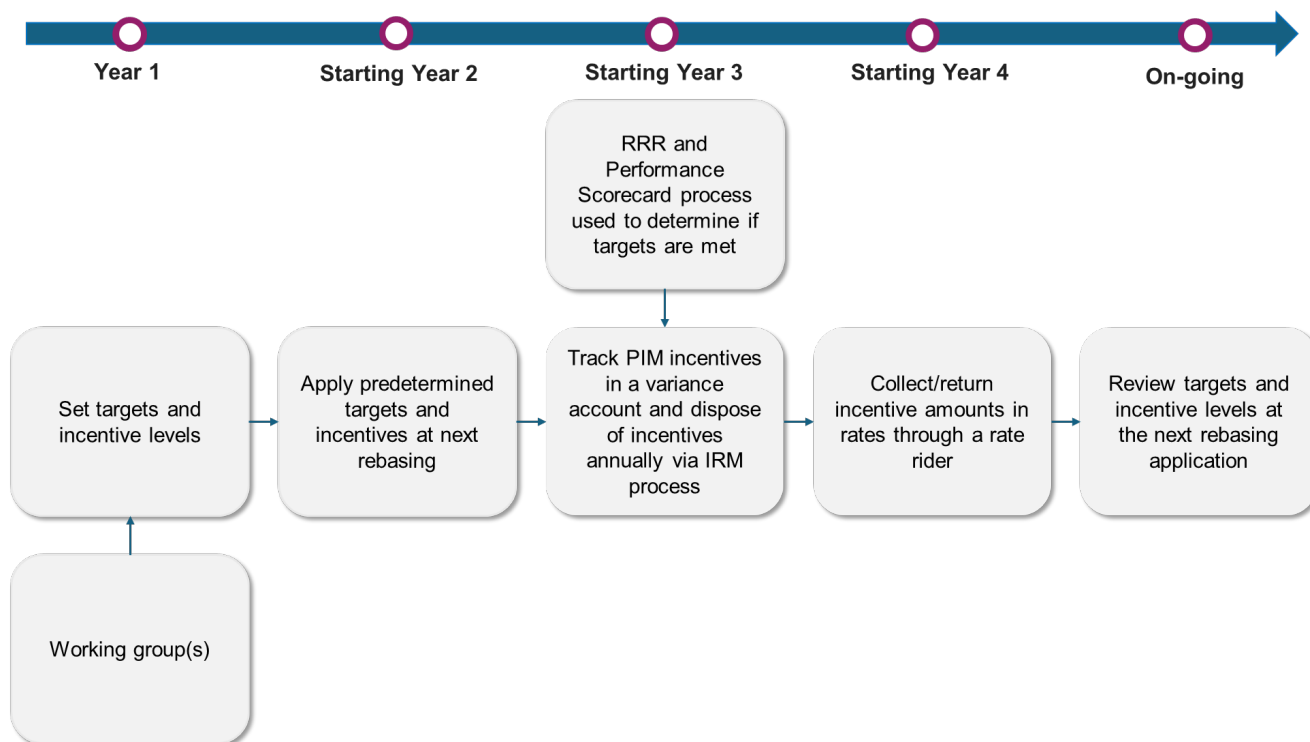 Year 1
Starting Year 2
Starting Year 3
Starting Year 4
On-going
RRR and
Performance
Scorecard process
used to determine if
targets are met
Set targets and
incentive levels
Apply predetermined
targets and
incentives at next
rebasing
Track PIM incentives
in a variance
account and dispose
of incentives
annually via IRM
process
Collect/return
incentive amounts in
rates through a rate
rider
Review targets and
incentive levels at
the next rebasing
application
Working group(s)